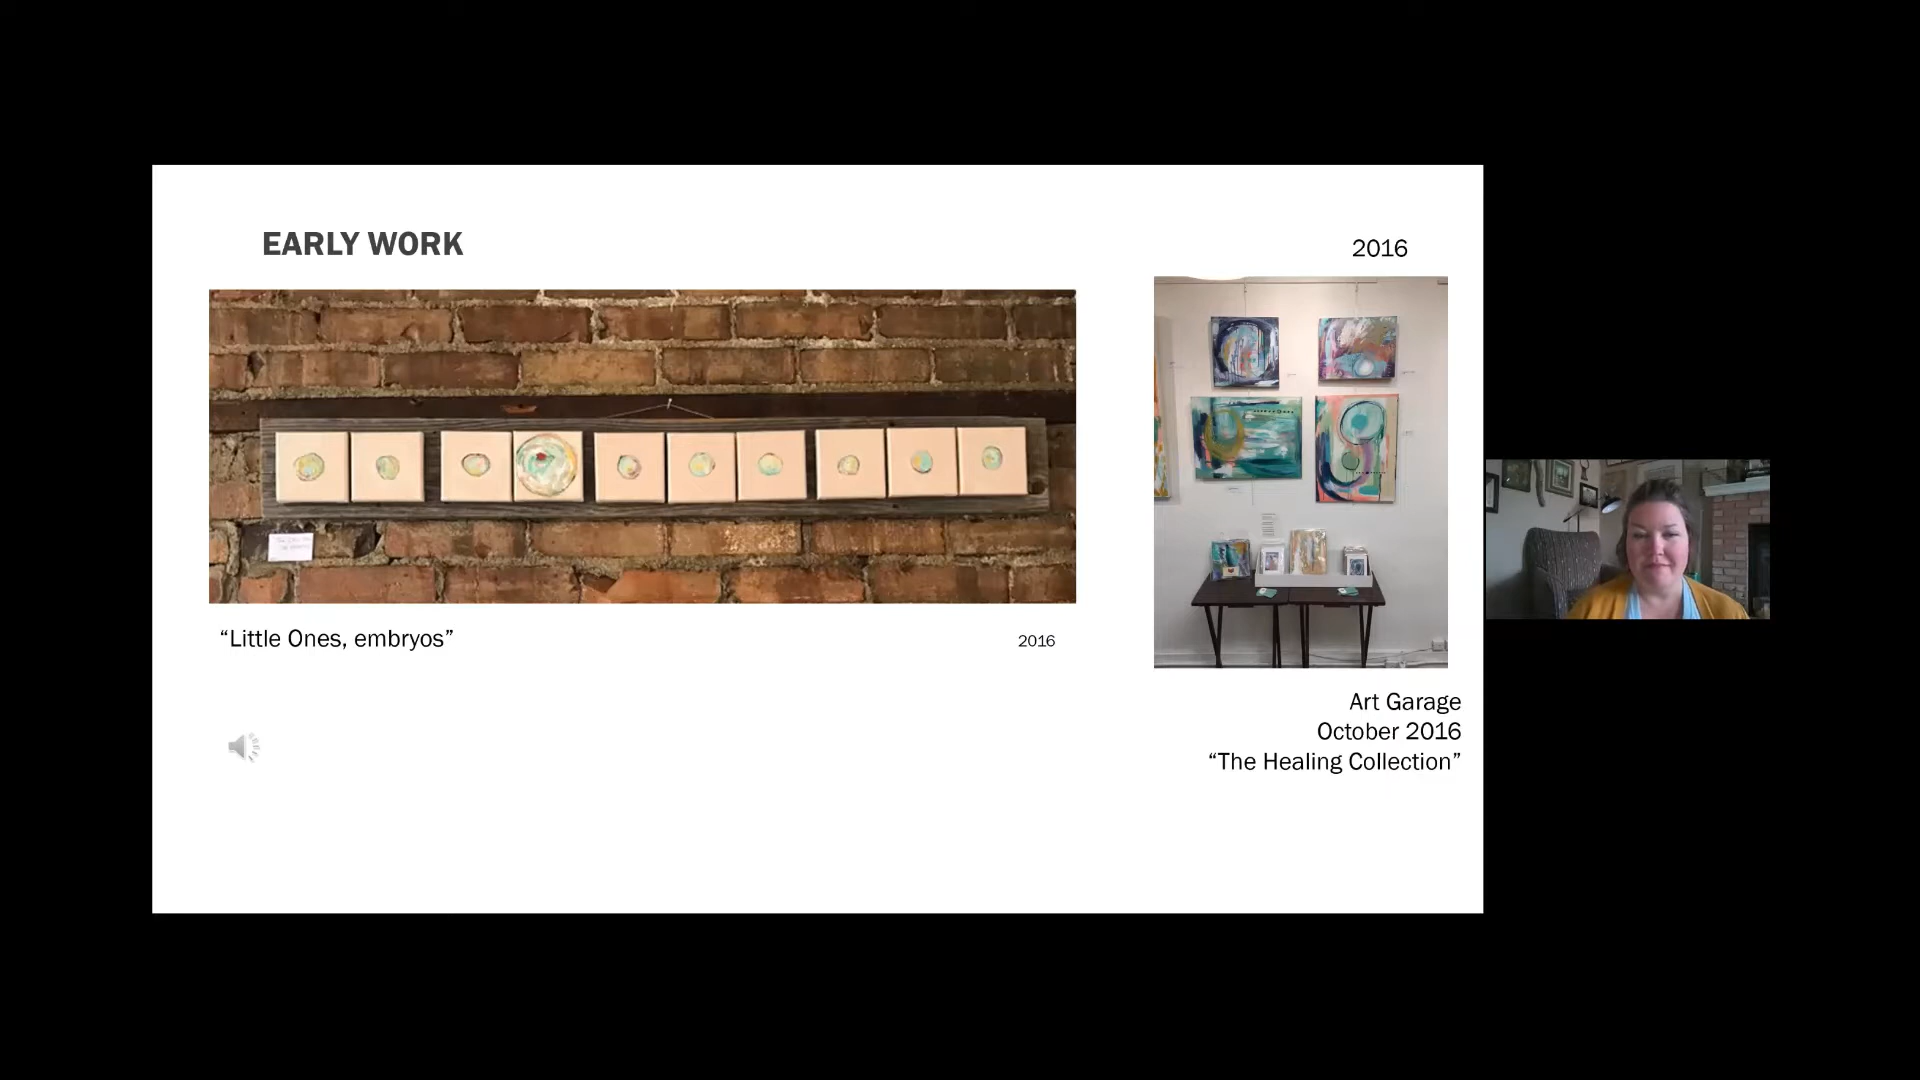 EARLY WORK
2016
“Little Ones, embryos”
2016
Art Garage
October 2016
“The Healing Collection”